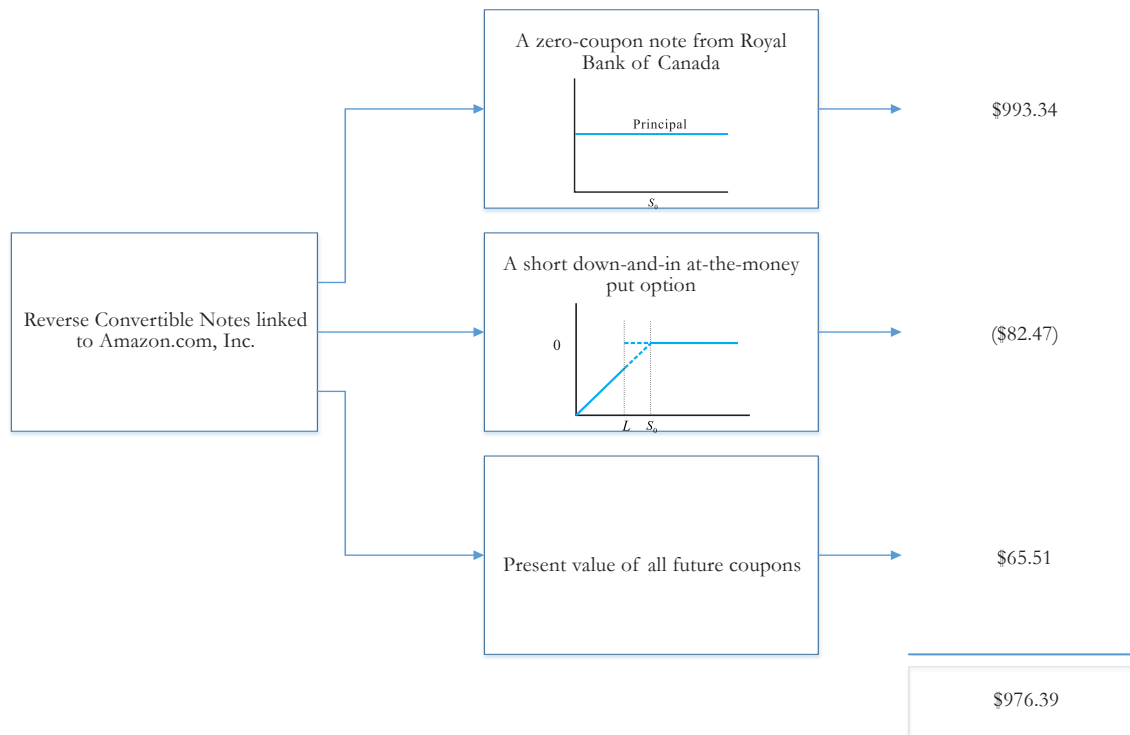 A zero-coupon note from Royal
Bank of Canada
Principal
S₀
$993.34
Reverse Convertible Notes linked
to Amazon.com, Inc.
A short down-and-in at-the-money
put option
0
L S₀
($82.47)
Present value of all future coupons
$65.51
$976.39